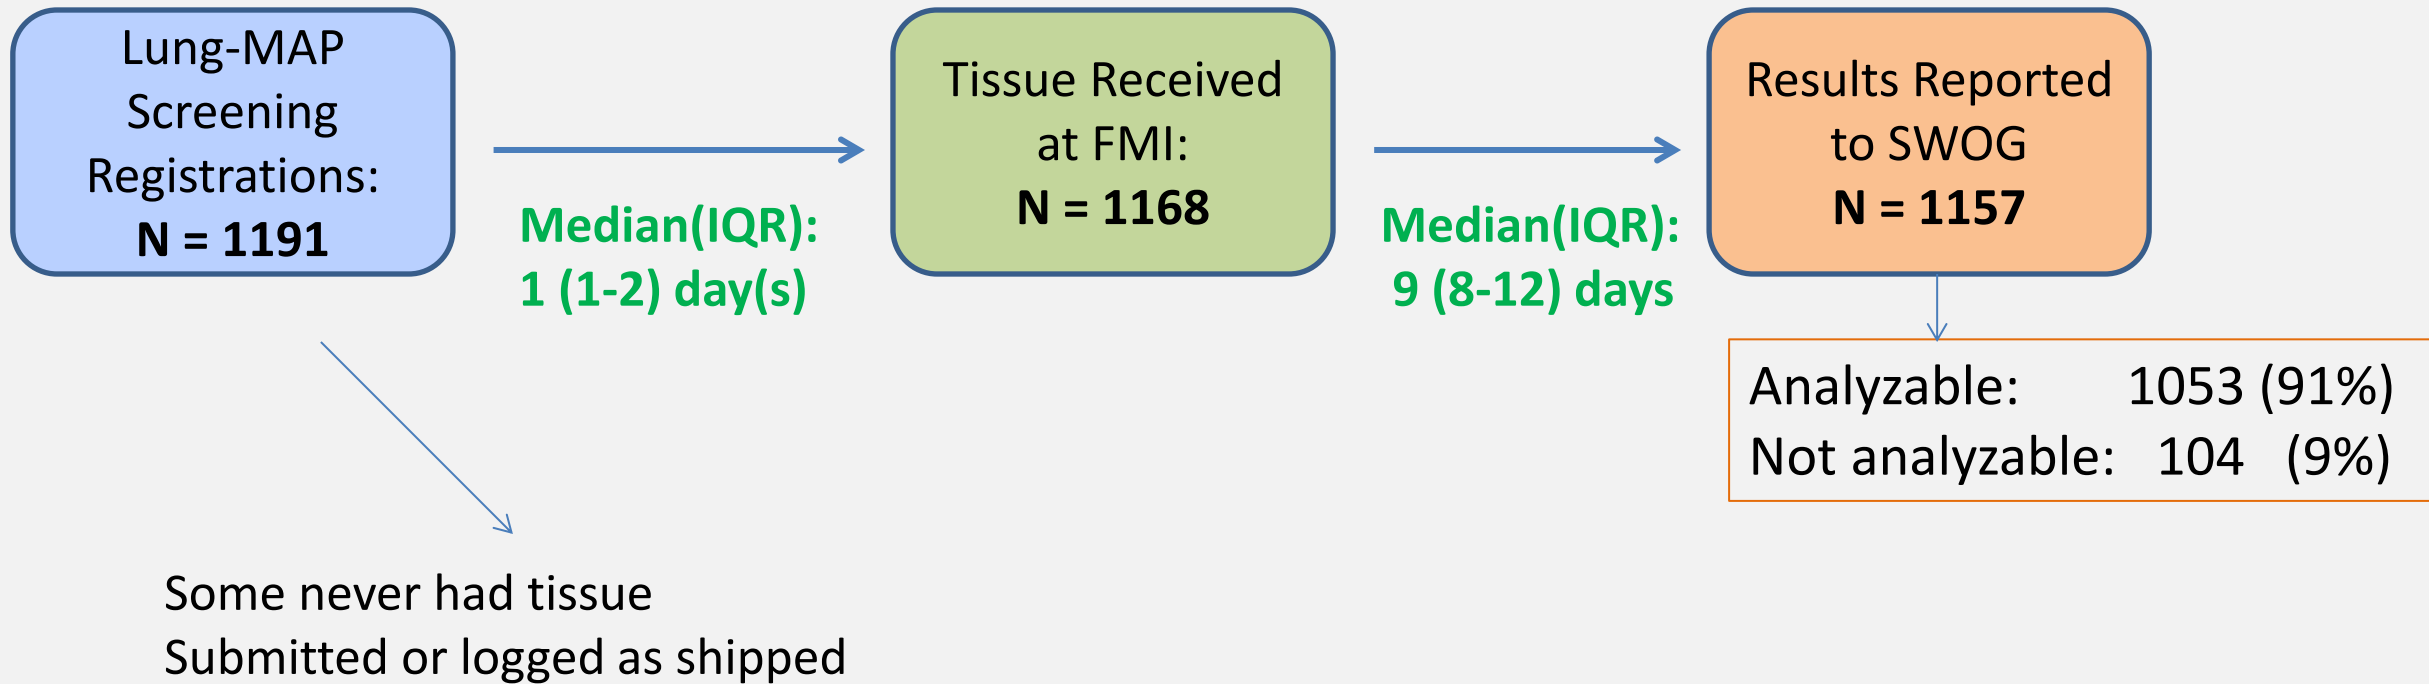 Lung-MAP
Screening
Registrations:
N = 1191
Median(IQR):
1 (1-2) day(s)
Tissue Received
at FMI:
N = 1168
Median(IQR):
9 (8-12) days
Results Reported
to SWOG
N = 1157
Analyzable: 1053 (91%)
Not analyzable: 104 (9%)
Some never had tissue
Submitted or logged as shipped